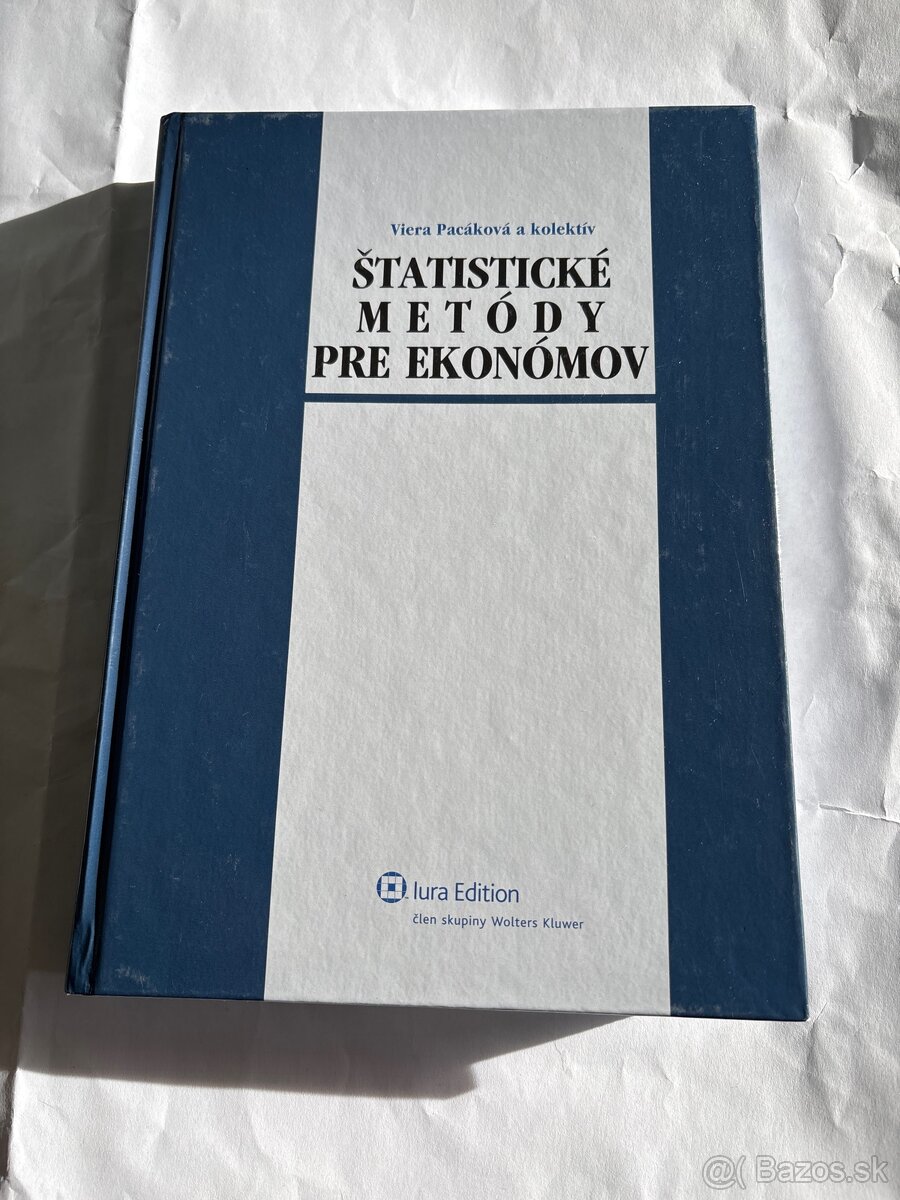 Viera Pacáková a kolektív
ŠTATISTICKÉ
METÓDY
PRE EKONÓMOV
Iura Edition
člen skupiny Wolters Kluwer
@( Bazos.sk